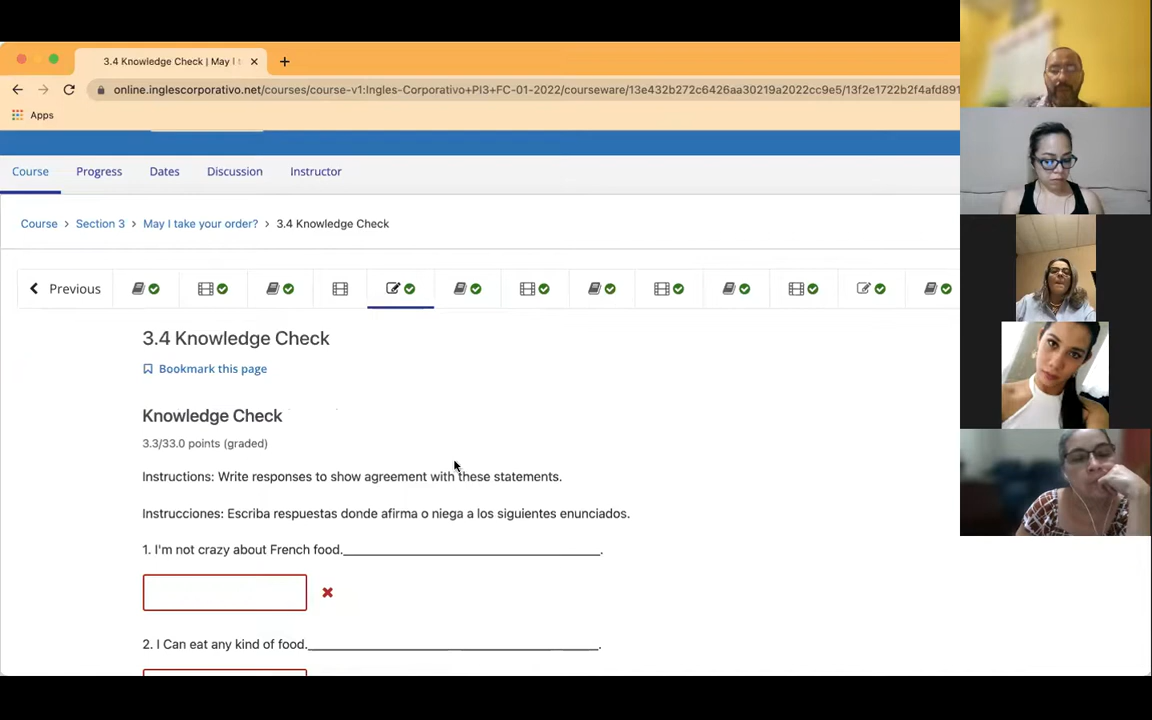 3.4 Knowledge Check | May I t
online.inglescorporativo.net/courses/course-v1:Ingles-Corporativo+PI3+FC-01-2022/courseware/13e432b272c6426aa30219a2022cc9e5/13f2e1722b2f4afd891
Apps
Course Progress Dates Discussion Instructor
Course > Section 3 > May I take your order? > 3.4 Knowledge Check
Previous
3.4 Knowledge Check
Bookmark this page
Knowledge Check
3.3/33.0 points (graded)
Instructions: Write responses to show agreement with these statements.
Instrucciones: Escriba respuestas donde afirma o niega a los siguientes enunciados.
1. I'm not crazy about French food.________________________________.
2. I Can eat any kind of food.____________________________________.